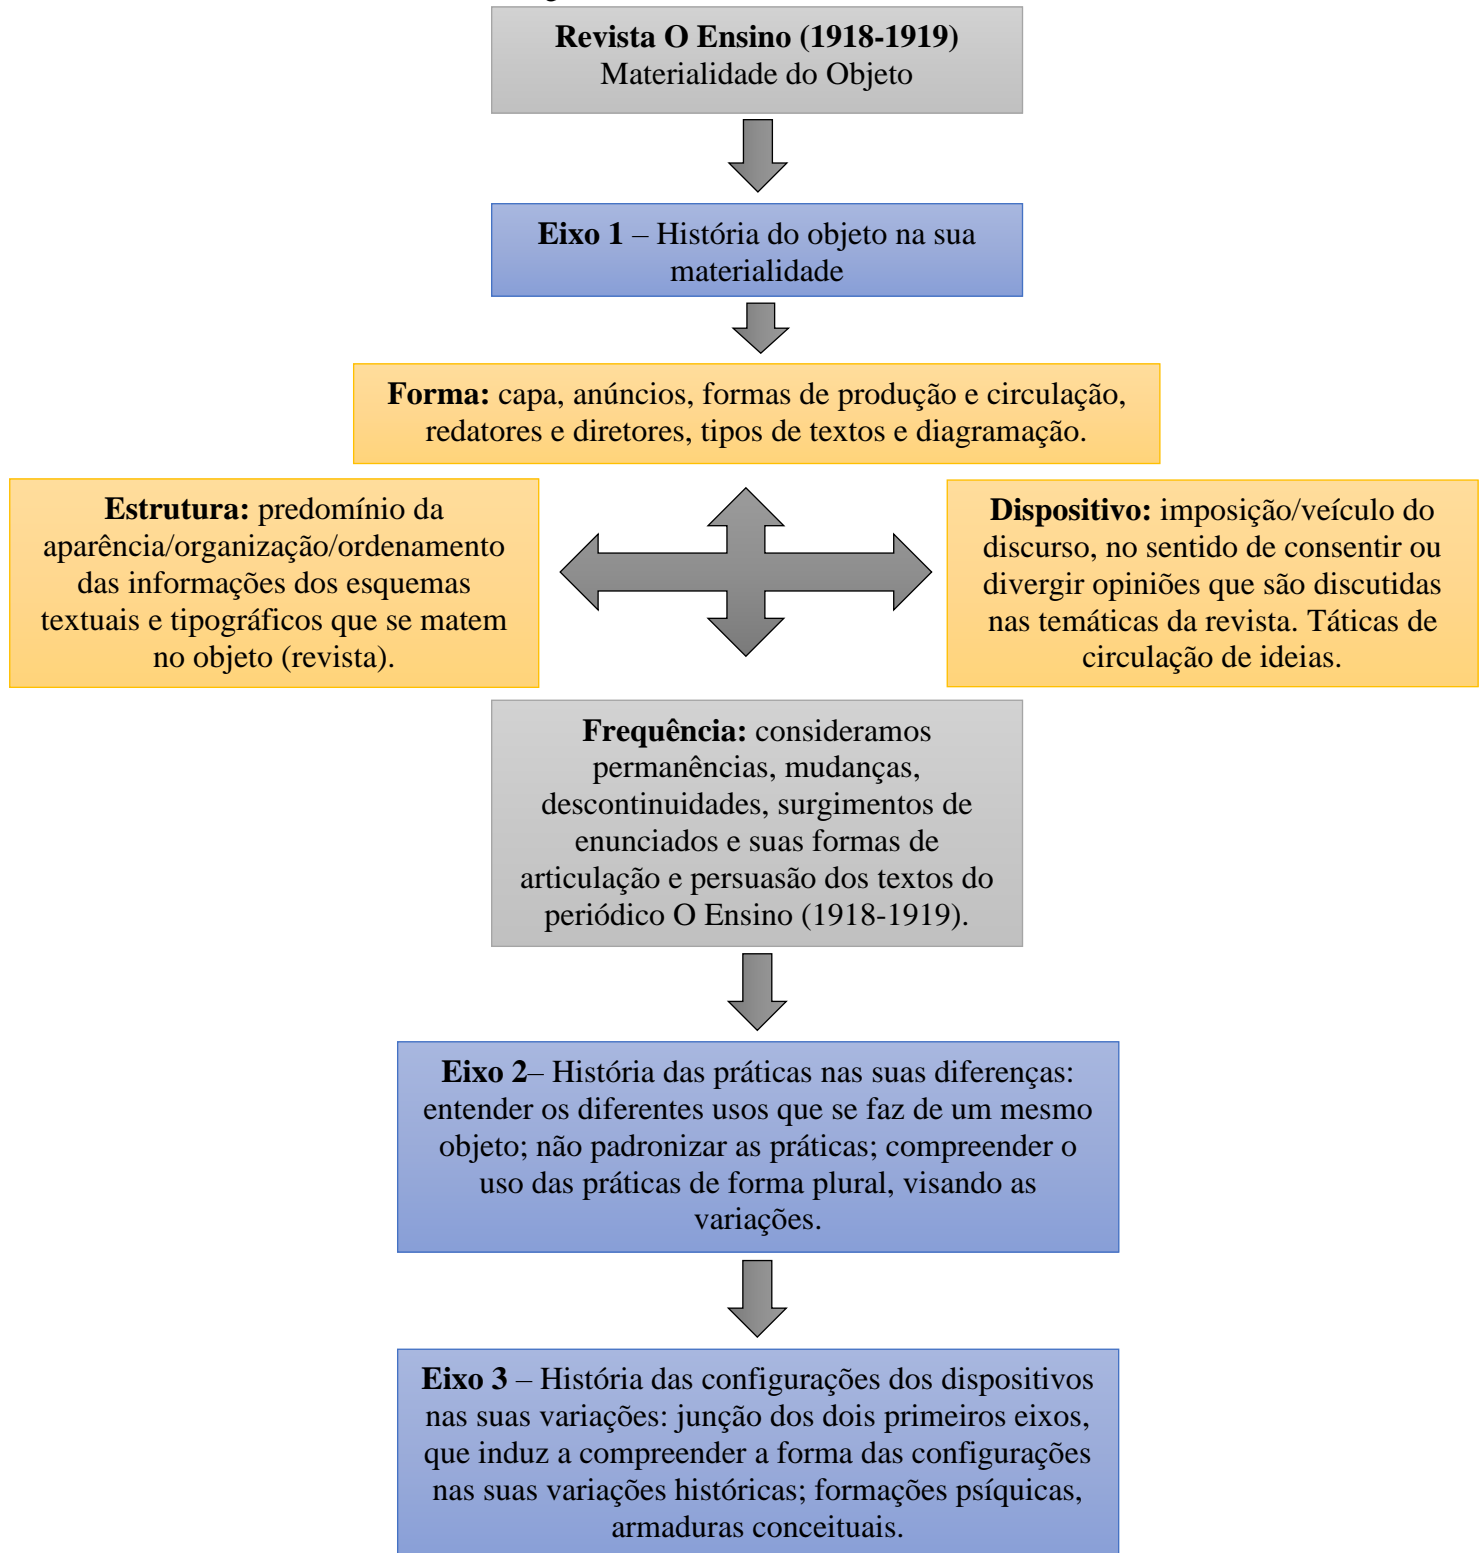 Revista O Ensino (1918-1919)
Materialidade do Objeto
Eixo 1 – História do objeto na sua
materialidade
Forma: capa, anúncios, formas de produção e circulação,
redatores e diretores, tipos de textos e diagramação.
Estrutura: predomínio da
aparência/organização/ordenamento
das informações dos esquemas
textuais e tipográficos que se matem
no objeto (revista).
Dispositivo: imposição/veículo do
discurso, no sentido de consentir ou
divergir opiniões que são discutidas
nas temáticas da revista. Táticas de
circulação de ideias.
Frequência: consideramos
permanências, mudanças,
descontinuidades, surgimentos de
enunciados e suas formas de
articulação e persuasão dos textos do
periódico O Ensino (1918-1919).
Eixo 2– História das práticas nas suas diferenças:
entender os diferentes usos que se faz de um mesmo
objeto; não padronizar as práticas; compreender o
uso das práticas de forma plural, visando as
variações.
Eixo 3 – História das configurações dos dispositivos
nas suas variações: junção dos dois primeiros eixos,
que induz a compreender a forma das configurações
nas suas variações históricas; formações psíquicas,
armaduras conceituais.